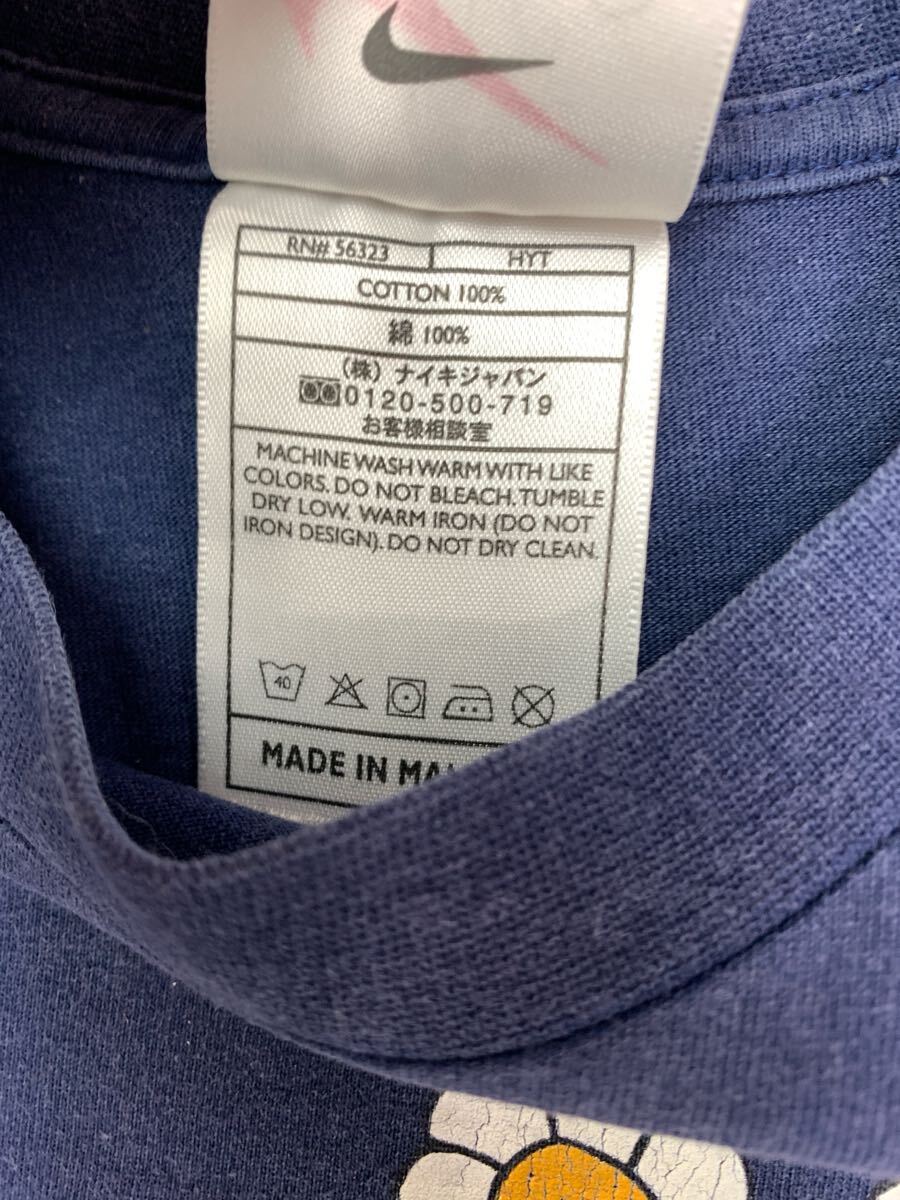 RN# 56323 HYT
COTTON 100%
綿 100%
(株) ナイキジャパン
0120-500-719
お客様相談室
MACHINE WASH WARM WITH LIKE
COLORS. DO NOT BLEACH. TUMBLE
DRY LOW. WARM IRON (DO NOT
IRON DESIGN). DO NOT DRY CLEAN.
40
MADE IN